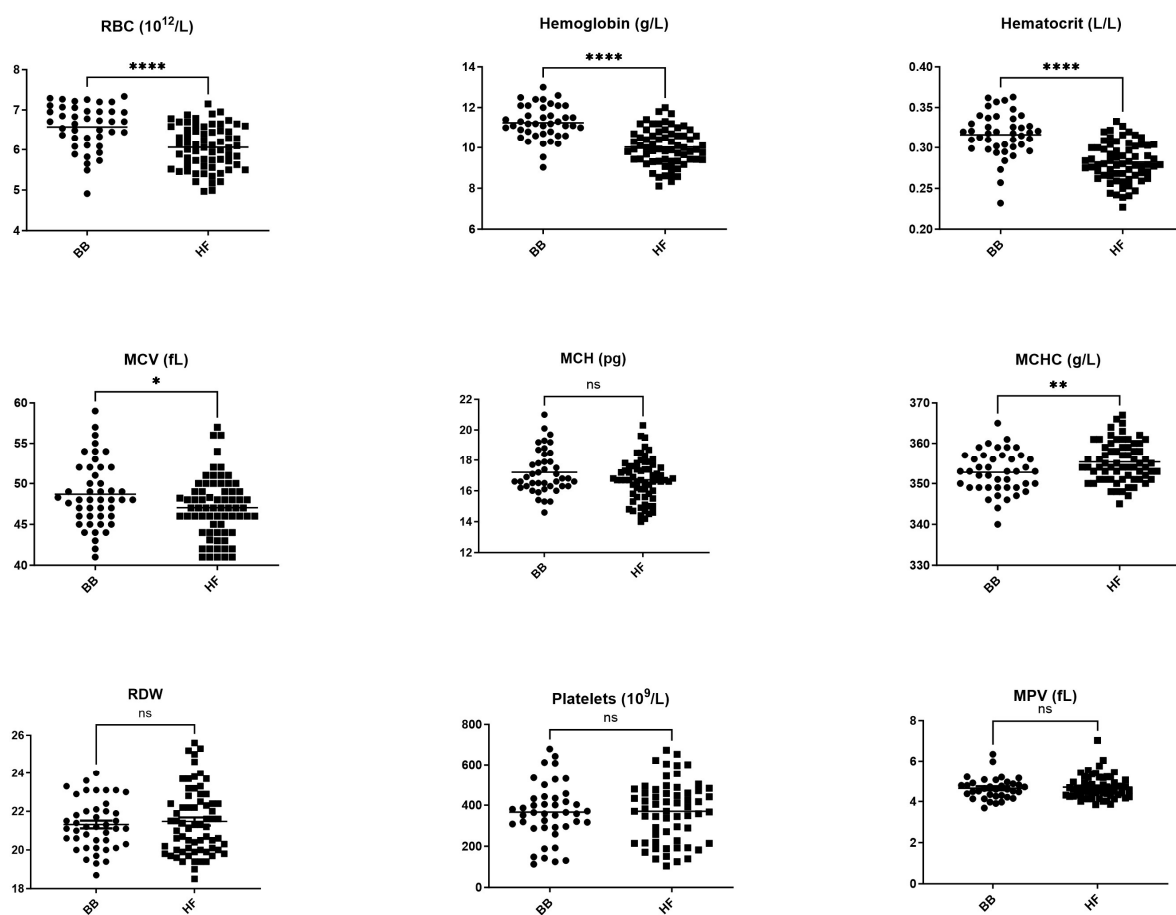 RBC (10¹²/L)
****
8
7
6
5
4
BB
HF
Hemoglobin (g/L)
****
14
12
10
8
6
BB
HF
Hematocrit (L/L)
****
0.40
0.35
0.30
0.25
0.20
BB
HF
MCV (fL)
*
60
55
50
45
40
BB
HF
MCH (pg)
ns
22
20
18
16
14
12
BB
HF
MCHC (g/L)
**
370
360
350
340
330
BB
HF
RDW
ns
26
24
22
20
18
BB
HF
Platelets (10⁹/L)
ns
800
600
400
200
0
BB
HF
MPV (fL)
ns
8
6
4
2
0
BB
HF